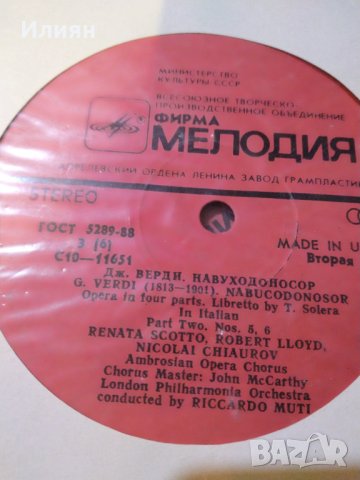 Илиян
МИНИСТЕРСТВО
КУЛЬТУРЫ СССР
ВСЕСОЮЗНОЕ ТВОРЧЕСКО-
ПРОИЗВОДСТВЕННОЕ ОБЪЕДИНЕНИЕ
ФИРМА
МЕЛОДИЯ
АПРЕЛЕВСКИЙ ОРДЕНА ЛЕНИНА ЗАВОД ГРАМПЛАСТИ
STEREO
ГОСТ 5289-88
3 (6)
С10—11651
MADE IN U
Вторая
Дж. ВЕРДИ. НАВУХОДОНОСОР
G. VERDI (1813—1901). NABUCODONOSOR
Opera in four parts. Libretto by T. Solera
In Italian
Part Two, Nos. 5, 6
RENATA SCOTTO, ROBERT LLOYD,
NICOLAI CHIAUROV
Ambrosian Opera Chorus
Chorus Master: John McCarthy
London Philharmonia Orchestra
conducted by RICCARDO MUTI
BAZAR.BG